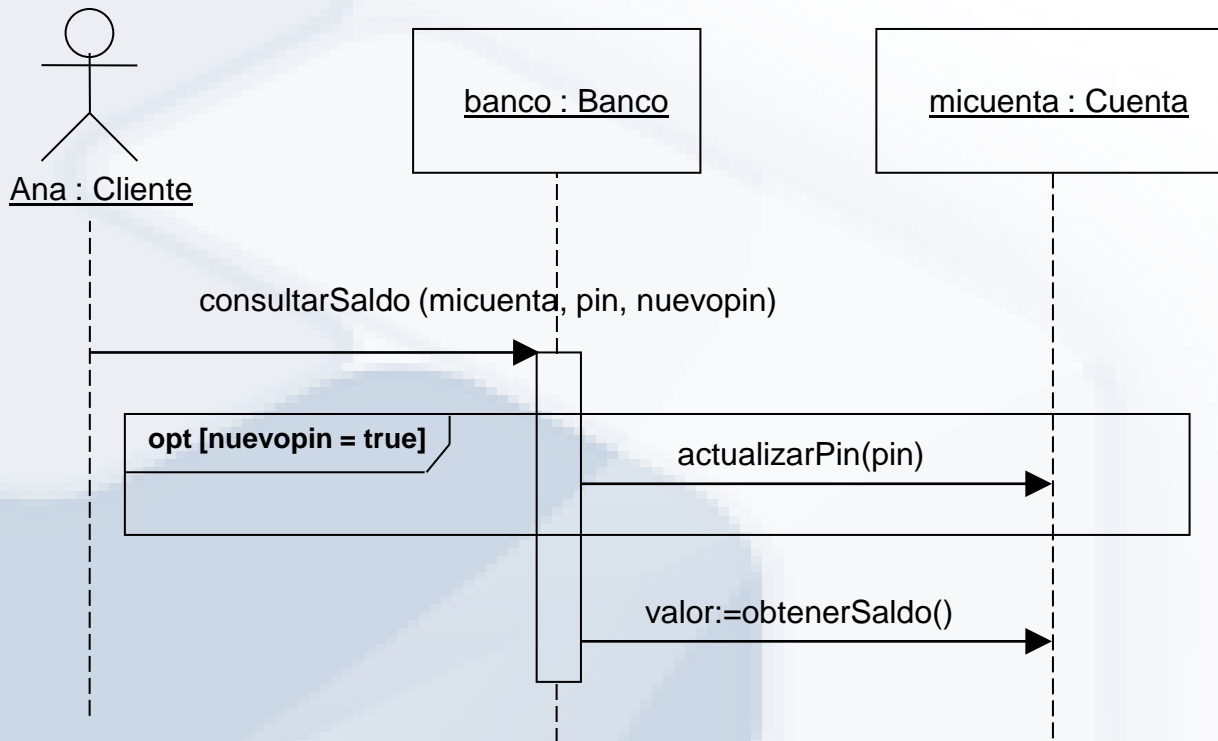 banco : Banco
micuenta : Cuenta
Ana : Cliente
consultarSaldo (micuenta, pin, nuevopin)
opt [nuevopin = true]
actualizarPin(pin)
valor:=obtenerSaldo()